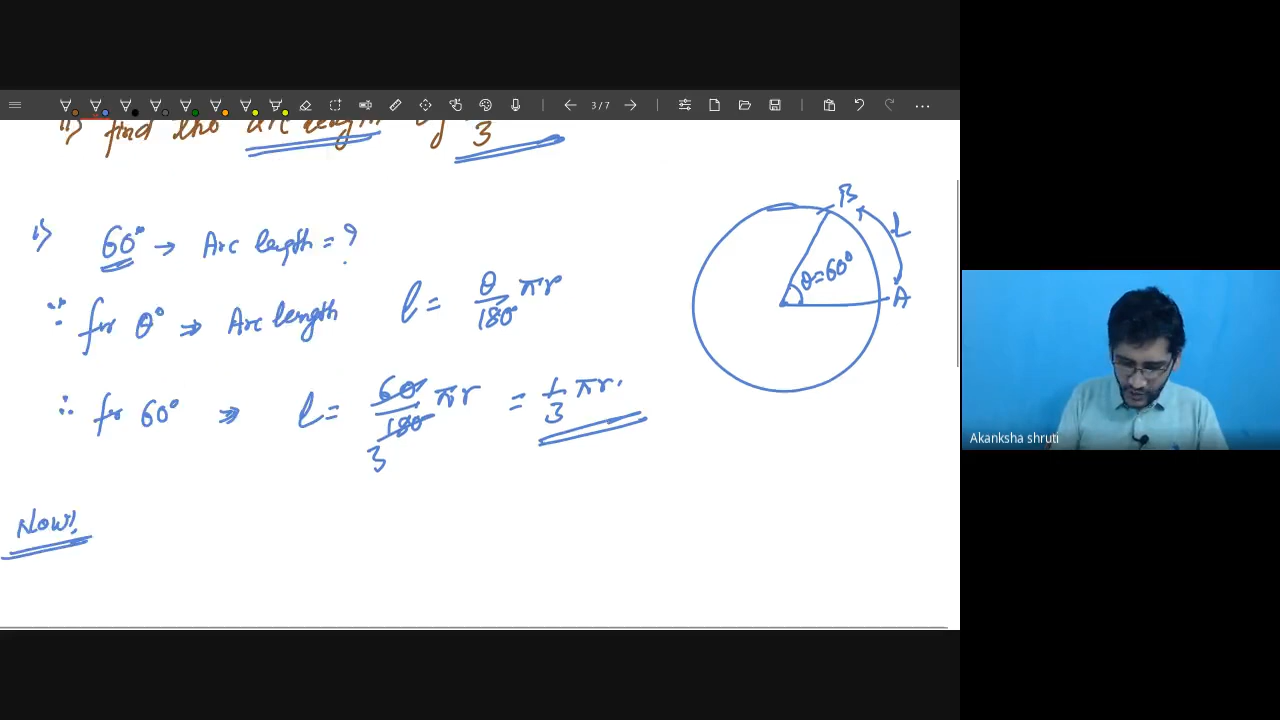 3/7
ii) find the arc length of
3
i) 60° → Arc length = ?
∵ for θ° ⇒ Arc length l = θ/180° πr
∴ for 60° ⇒ l = 60/180 πr = 1/3 πr.
3
Now!
B
L
θ=60°
A
Akanksha shruti